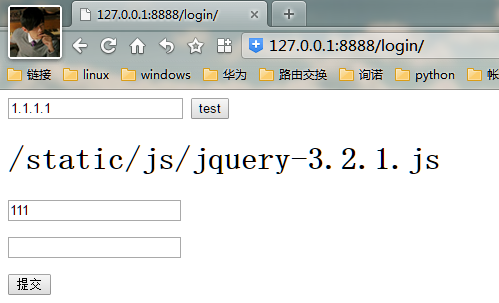 127.0.0.1:8888/login/
127.0.0.1:8888/login/
链接 linux windows 华为 路由交换 询诺 python 帐
1.1.1.1 test
/static/js/jquery-3.2.1.js
111
提交